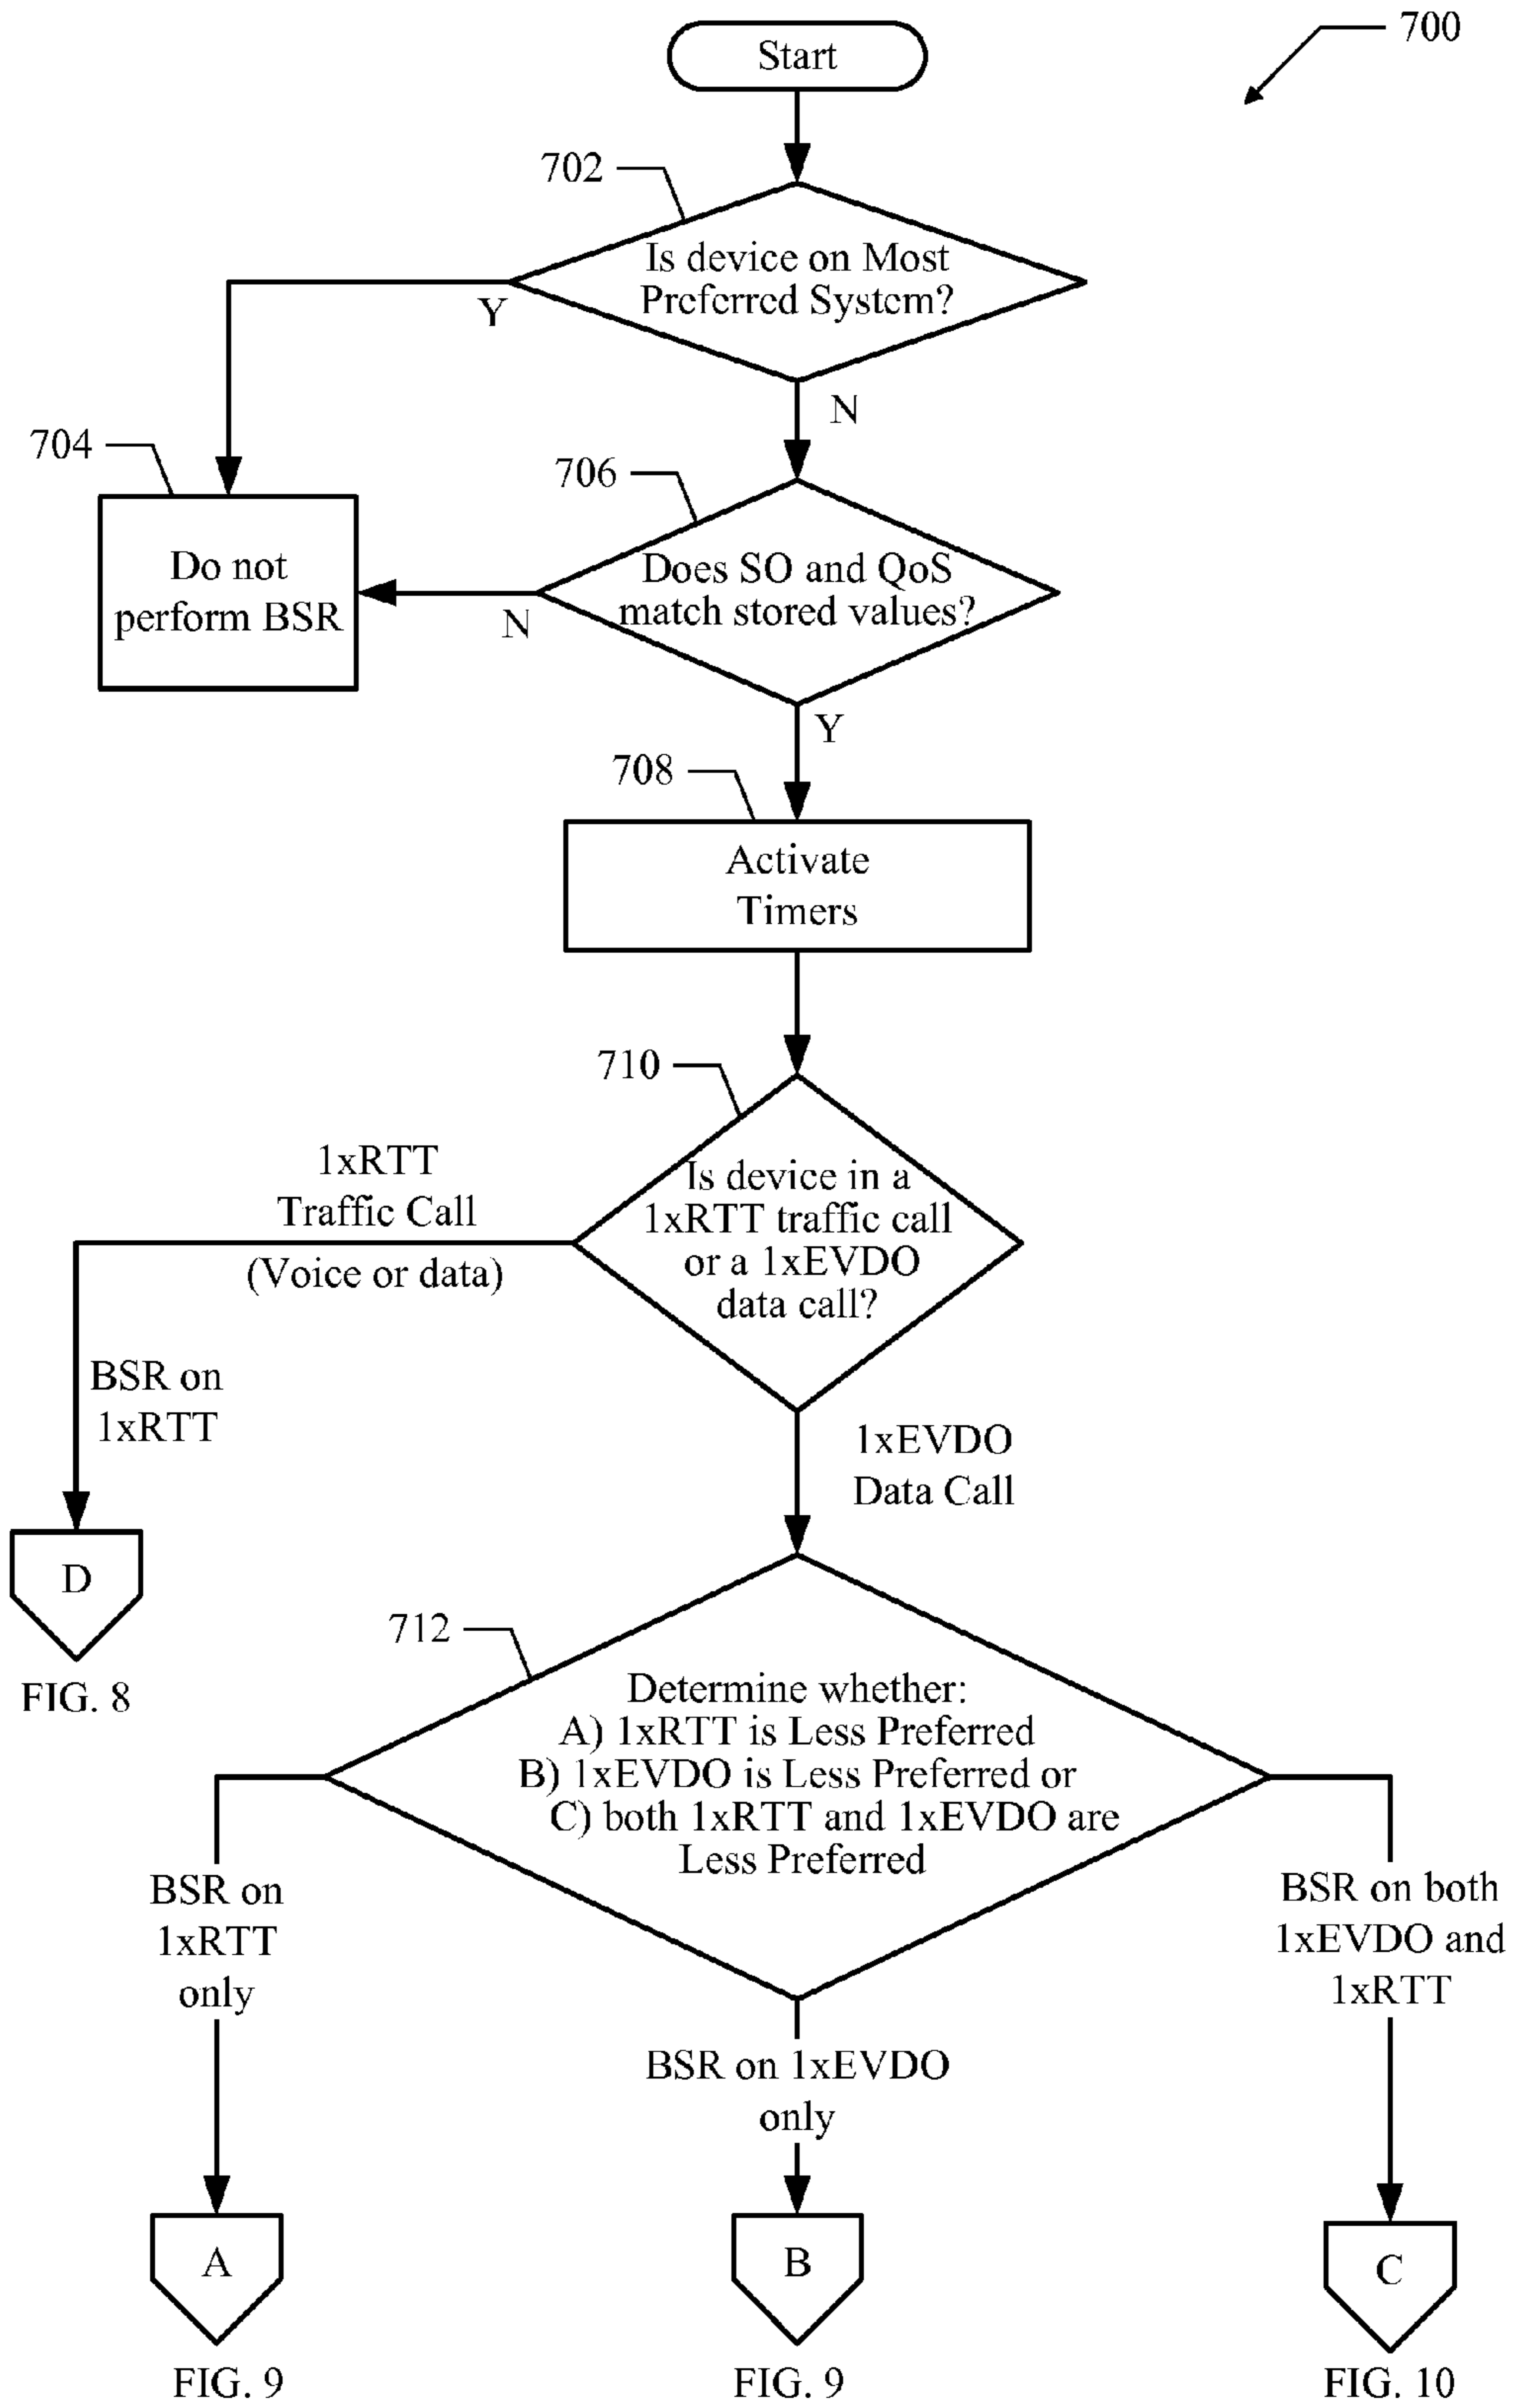 700
Start
702
Is device on Most
Preferred System?
Y
N
704
706
Do not
perform BSR
Does SO and QoS
match stored values?
N
Y
708
Activate
Timers
710
1xRTT
Traffic Call
(Voice or data)
Is device in a
1xRTT traffic call
or a 1xEVDO
data call?
BSR on
1xRTT
1xEVDO
Data Call
D
FIG. 8
712
Determine whether:
A) 1xRTT is Less Preferred
B) 1xEVDO is Less Preferred or
C) both 1xRTT and 1xEVDO are
Less Preferred
BSR on
1xRTT
only
BSR on 1xEVDO
only
BSR on both
1xEVDO and
1xRTT
A
B
C
FIG. 9
FIG. 9
FIG. 10